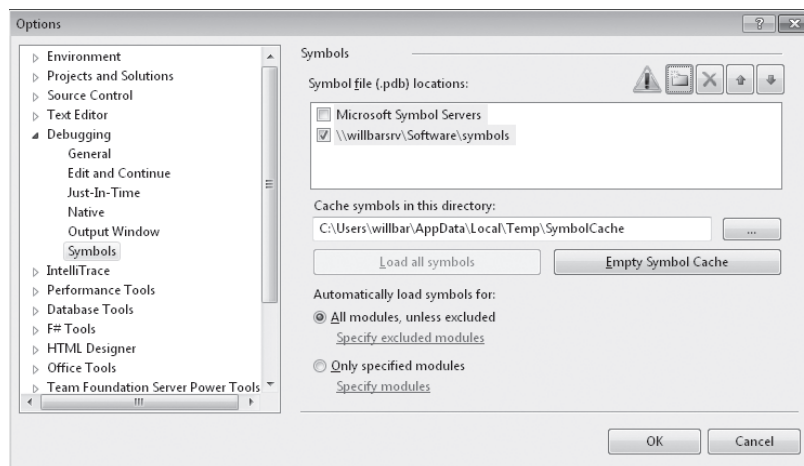 Options
Environment
Projects and Solutions
Source Control
Text Editor
Debugging
General
Edit and Continue
Just-In-Time
Native
Output Window
Symbols
IntelliTrace
Performance Tools
Database Tools
F# Tools
HTML Designer
Office Tools
Team Foundation Server Power Tools
Symbols
Symbol file (.pdb) locations:
Microsoft Symbol Servers
\\willbarsrv\Software\symbols
Cache symbols in this directory:
C:\Users\willbar\AppData\Local\Temp\SymbolCache
...
Load all symbols
Empty Symbol Cache
Automatically load symbols for:
All modules, unless excluded
Specify excluded modules
Only specified modules
Specify modules
OK
Cancel